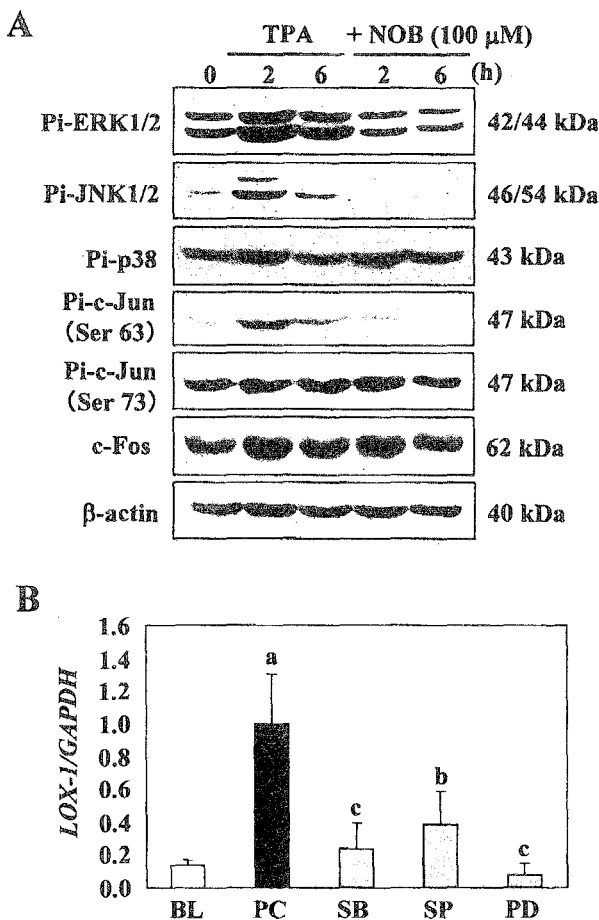 A
TPA + NOB (100 μM)
0 2 6 2 6 (h)
Pi-ERK1/2 42/44 kDa
Pi-JNK1/2 46/54 kDa
Pi-p38 43 kDa
Pi-c-Jun
(Ser 63) 47 kDa
Pi-c-Jun
(Ser 73) 47 kDa
c-Fos 62 kDa
β-actin 40 kDa
B
1.6
1.4
1.2
1.0
0.8
0.6
0.4
0.2
0.0
LOX-1/GAPDH
a
c
b
c
BL PC SB SP PD